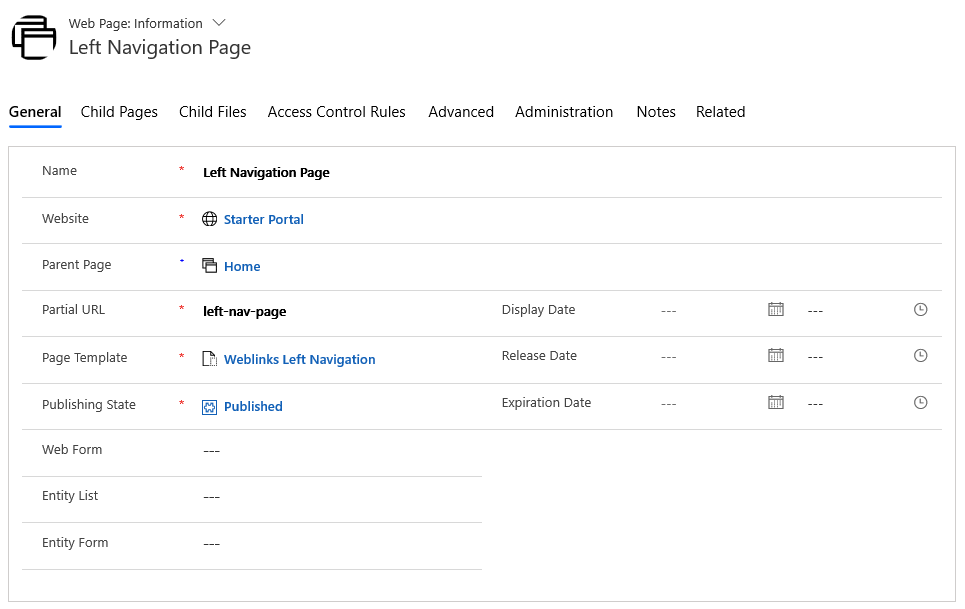 Web Page: Information
Left Navigation Page
General Child Pages Child Files Access Control Rules Advanced Administration Notes Related
Name * Left Navigation Page
Website * Starter Portal
Parent Page + Home
Partial URL * left-nav-page Display Date --- ---
Page Template * Weblinks Left Navigation Release Date --- ---
Publishing State * Published Expiration Date --- ---
Web Form ---
Entity List ---
Entity Form ---